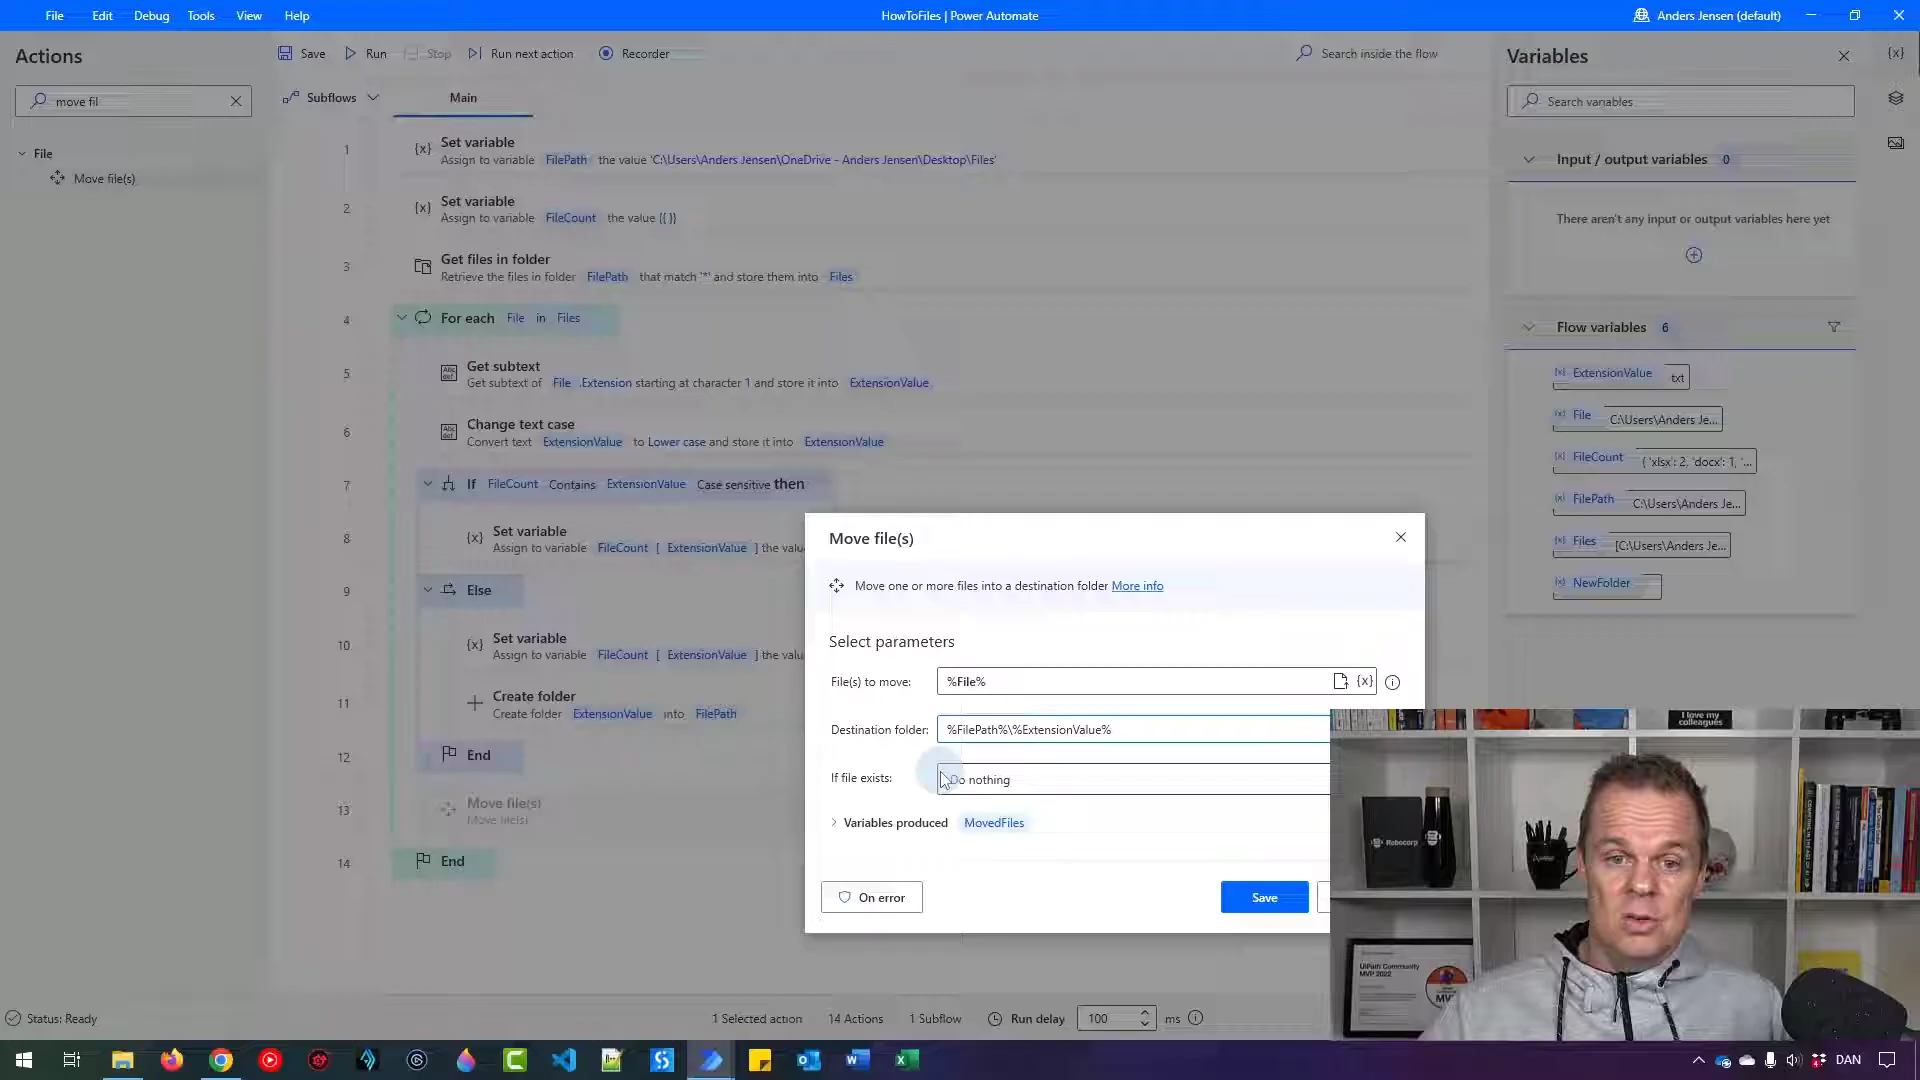 File Edit Debug Tools View Help
HowToFiles | Power Automate
Anders Jensen (default)
Actions
move fil
File
Move file(s)
Save Run Stop Run next action Recorder
Search inside the flow
Subflows Main
1 Set variable
Assign to variable FilePath the value 'C:\Users\Anders Jensen\OneDrive - Anders Jensen\Desktop\Files'
2 Set variable
Assign to variable FileCount the value {{ }}
3 Get files in folder
Retrieve the files in folder FilePath that match '*' and store them into Files
4 For each File in Files
5 Get subtext
Get subtext of File .Extension starting at character 1 and store it into ExtensionValue
6 Change text case
Convert text ExtensionValue to Lower case and store it into ExtensionValue
7 If FileCount Contains ExtensionValue Case sensitive then
8 Set variable
Assign to variable FileCount [ ExtensionValue ] the valu
9 Else
10 Set variable
Assign to variable FileCount [ ExtensionValue ] the valu
11 Create folder
Create folder ExtensionValue into FilePath
12 End
13 Move file(s)
Move file(s)
14 End
Move file(s)
Move one or more files into a destination folder More info
Select parameters
File(s) to move: %File% {x}
Destination folder: %FilePath%\%ExtensionValue%
If file exists: Do nothing
Variables produced MovedFiles
On error Save
Variables
Search variables
Input / output variables 0
There aren't any input or output variables here yet
Flow variables 6
ExtensionValue txt
File C:\Users\Anders Je...
FileCount { 'xlsx': 2, 'docx': 1, '...
FilePath C:\Users\Anders Je...
Files [C:\Users\Anders Je...
NewFolder
I love my
colleagues
Robocorp
UiPath Community
MVP 2022
Status: Ready
1 Selected action 14 Actions 1 Subflow Run delay 100 ms
DAN